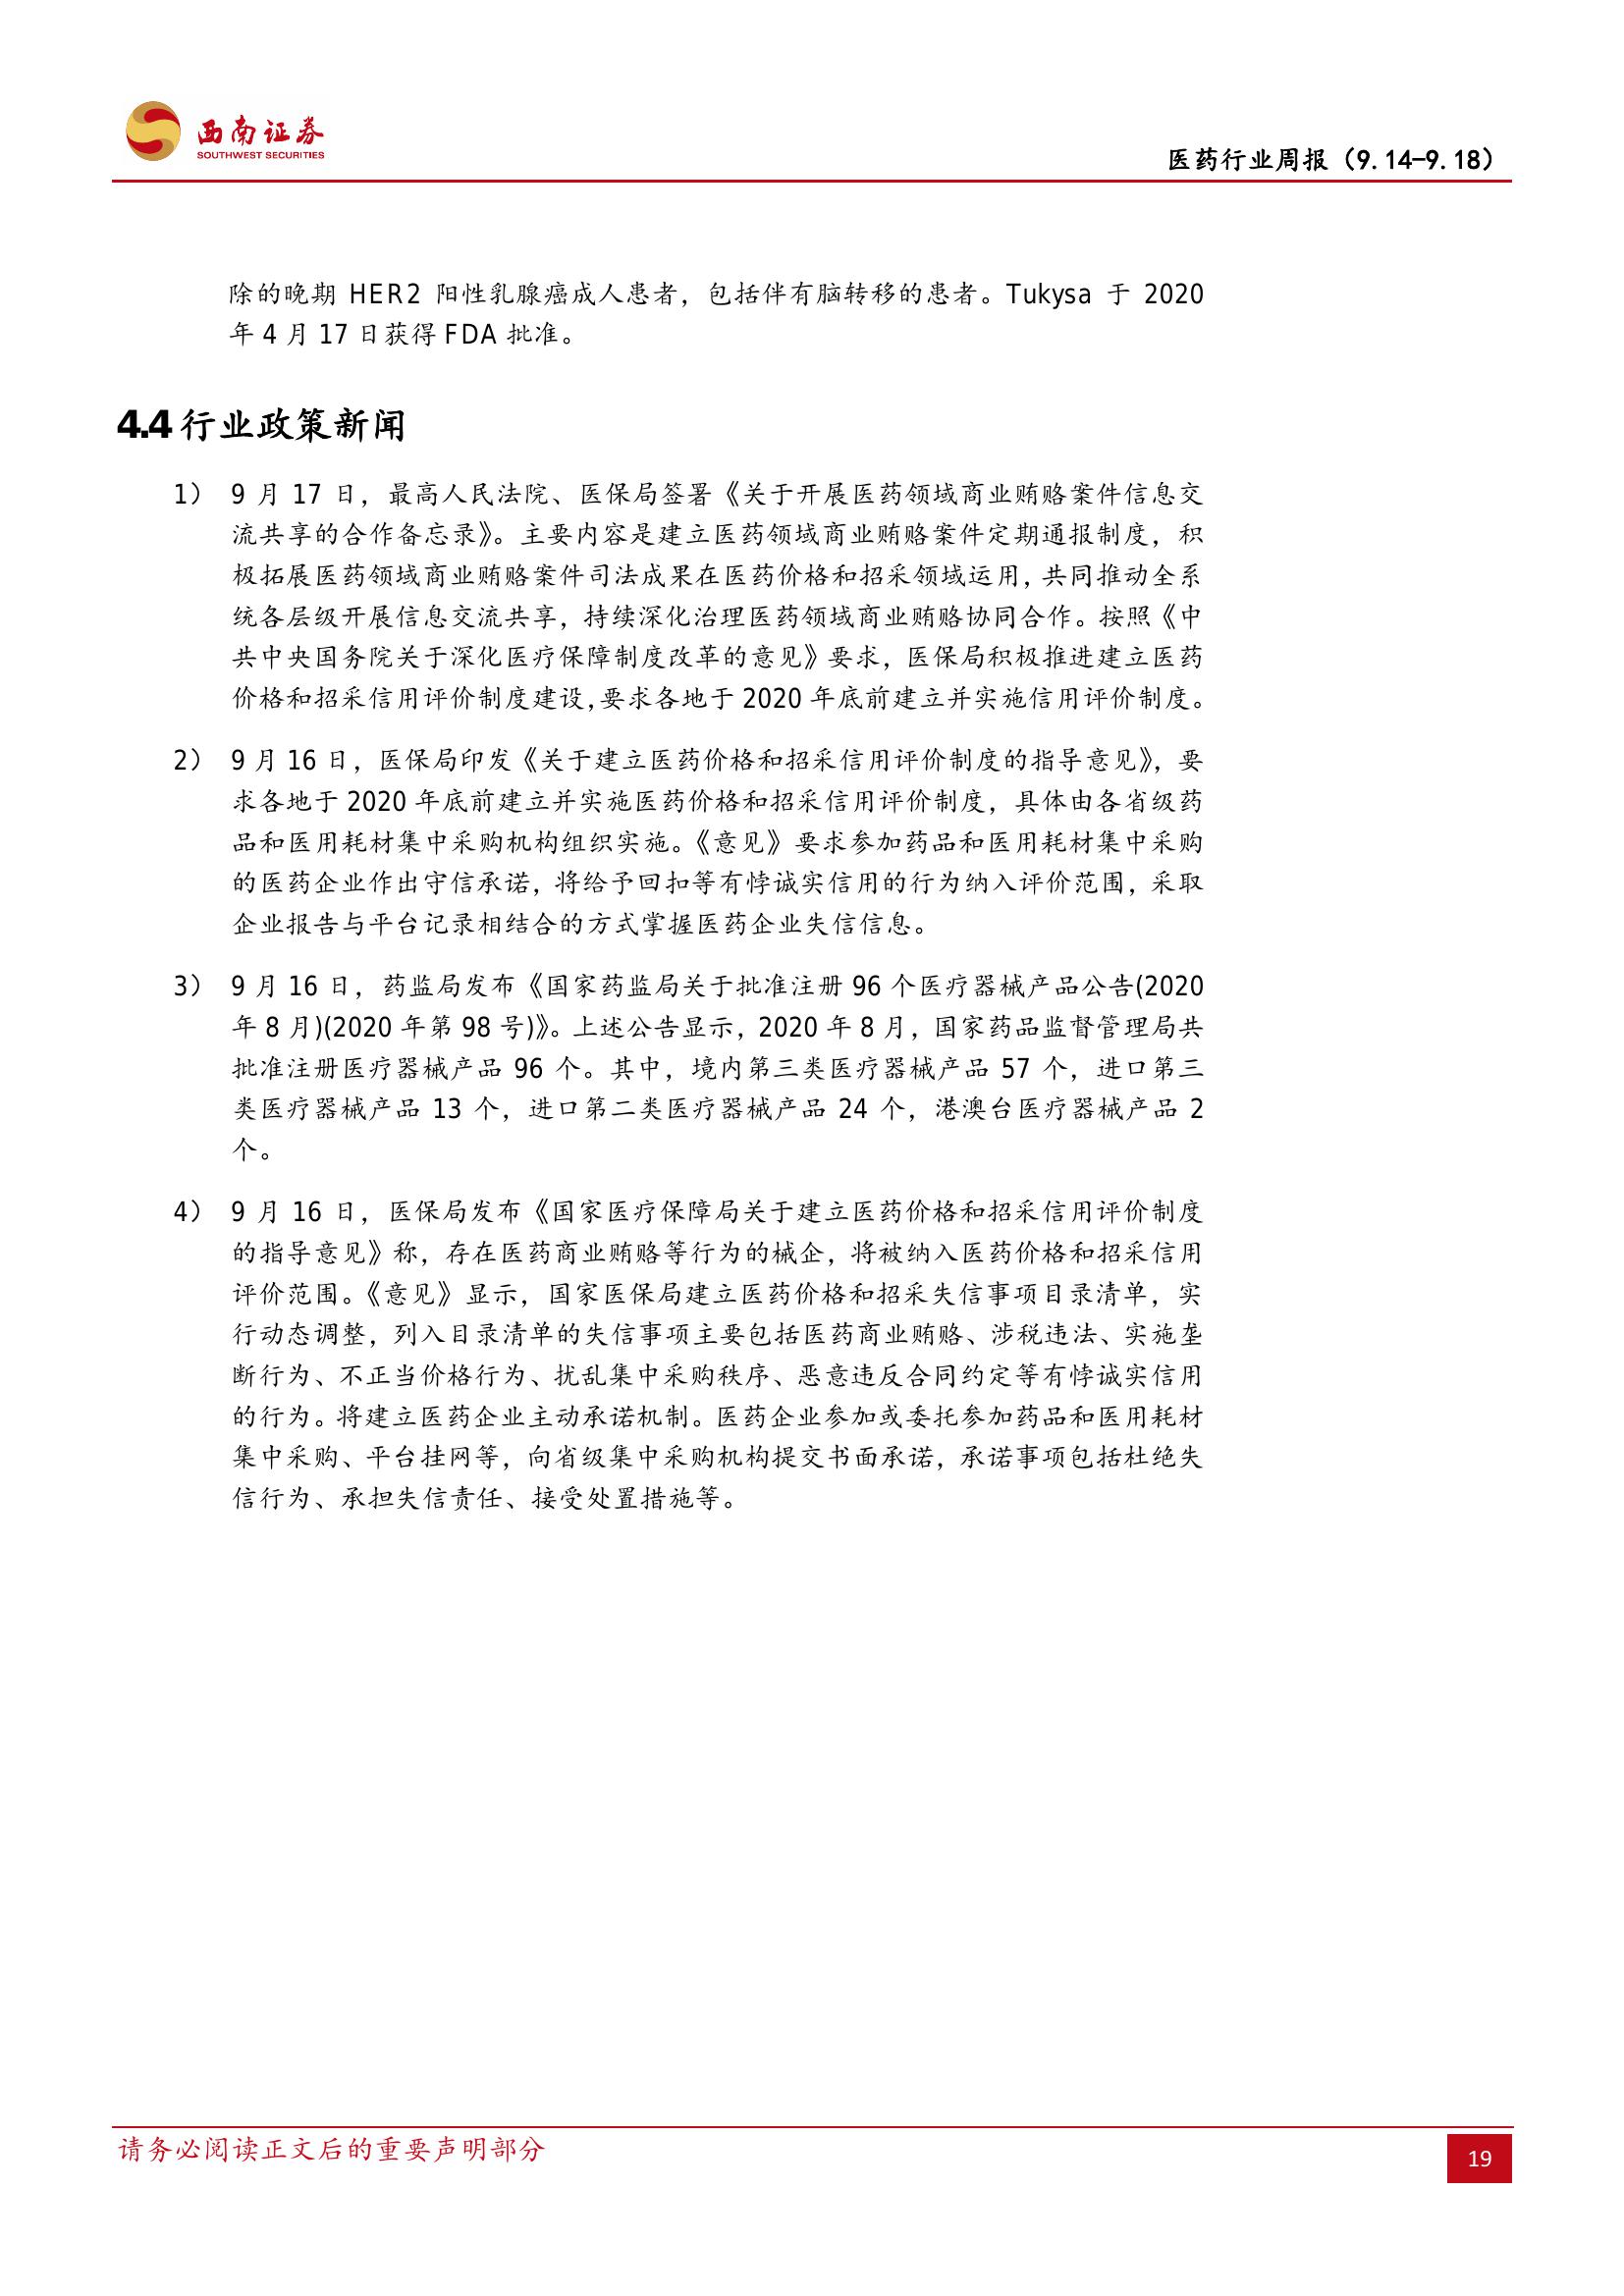 西南证券
SOUTHWEST SECURITIES
医药行业周报（9.14-9.18）
除的晚期 HER2 阳性乳腺癌成人患者，包括伴有脑转移的患者。Tukysa 于 2020
年 4 月 17 日获得 FDA 批准。
4.4 行业政策新闻
1） 9 月 17 日，最高人民法院、医保局签署《关于开展医药领域商业贿赂案件信息交
流共享的合作备忘录》。主要内容是建立医药领域商业贿赂案件定期通报制度，积
极拓展医药领域商业贿赂案件司法成果在医药价格和招采领域运用，共同推动全系
统各层级开展信息交流共享，持续深化治理医药领域商业贿赂协同合作。按照《中
共中央国务院关于深化医疗保障制度改革的意见》要求，医保局积极推进建立医药
价格和招采信用评价制度建设，要求各地于 2020 年底前建立并实施信用评价制度。
2） 9 月 16 日，医保局印发《关于建立医药价格和招采信用评价制度的指导意见》，要
求各地于 2020 年底前建立并实施医药价格和招采信用评价制度，具体由各省级药
品和医用耗材集中采购机构组织实施。《意见》要求参加药品和医用耗材集中采购
的医药企业作出守信承诺，将给予回扣等有悖诚实信用的行为纳入评价范围，采取
企业报告与平台记录相结合的方式掌握医药企业失信信息。
3） 9 月 16 日，药监局发布《国家药监局关于批准注册 96 个医疗器械产品公告(2020
年 8 月)(2020 年第 98 号)》。上述公告显示，2020 年 8 月，国家药品监督管理局共
批准注册医疗器械产品 96 个。其中，境内第三类医疗器械产品 57 个，进口第三
类医疗器械产品 13 个，进口第二类医疗器械产品 24 个，港澳台医疗器械产品 2
个。
4） 9 月 16 日，医保局发布《国家医疗保障局关于建立医药价格和招采信用评价制度
的指导意见》称，存在医药商业贿赂等行为的械企，将被纳入医药价格和招采信用
评价范围。《意见》显示，国家医保局建立医药价格和招采失信事项目录清单，实
行动态调整，列入目录清单的失信事项主要包括医药商业贿赂、涉税违法、实施垄
断行为、不正当价格行为、扰乱集中采购秩序、恶意违反合同约定等有悖诚实信用
的行为。将建立医药企业主动承诺机制。医药企业参加或委托参加药品和医用耗材
集中采购、平台挂网等，向省级集中采购机构提交书面承诺，承诺事项包括杜绝失
信行为、承担失信责任、接受处置措施等。
请务必阅读正文后的重要声明部分
19